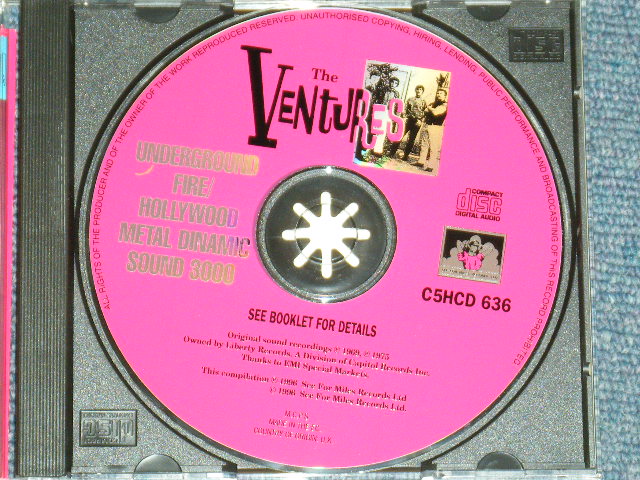 ALL RIGHTS OF THE PRODUCER AND OF THE OWNER OF THE WORK REPRODUCED RESERVED. UNAUTHORISED COPYING, HIRING, LENDING, PUBLIC PERFORMANCE AND BROADCASTING OF THIS RECORD PROHIBITED
The
VENTURES
UNDERGROUND
FIRE/
HOLLYWOOD
METAL DINAMIC
SOUND 3000
COMPACT
disc
DIGITAL AUDIO
C5HCD 636
SEE BOOKLET FOR DETAILS
Original sound recordings ℗ 1969, ℗ 1975
Owned by Liberty Records, A Division of Capitol Records Inc.
Thanks to EMI Special Markets
This compilation ℗ 1996 See For Miles Records Ltd
© 1996 See For Miles Records Ltd.
M.C.P.S
MADE IN THE EC
COUNTRY OF ORIGIN: U.K